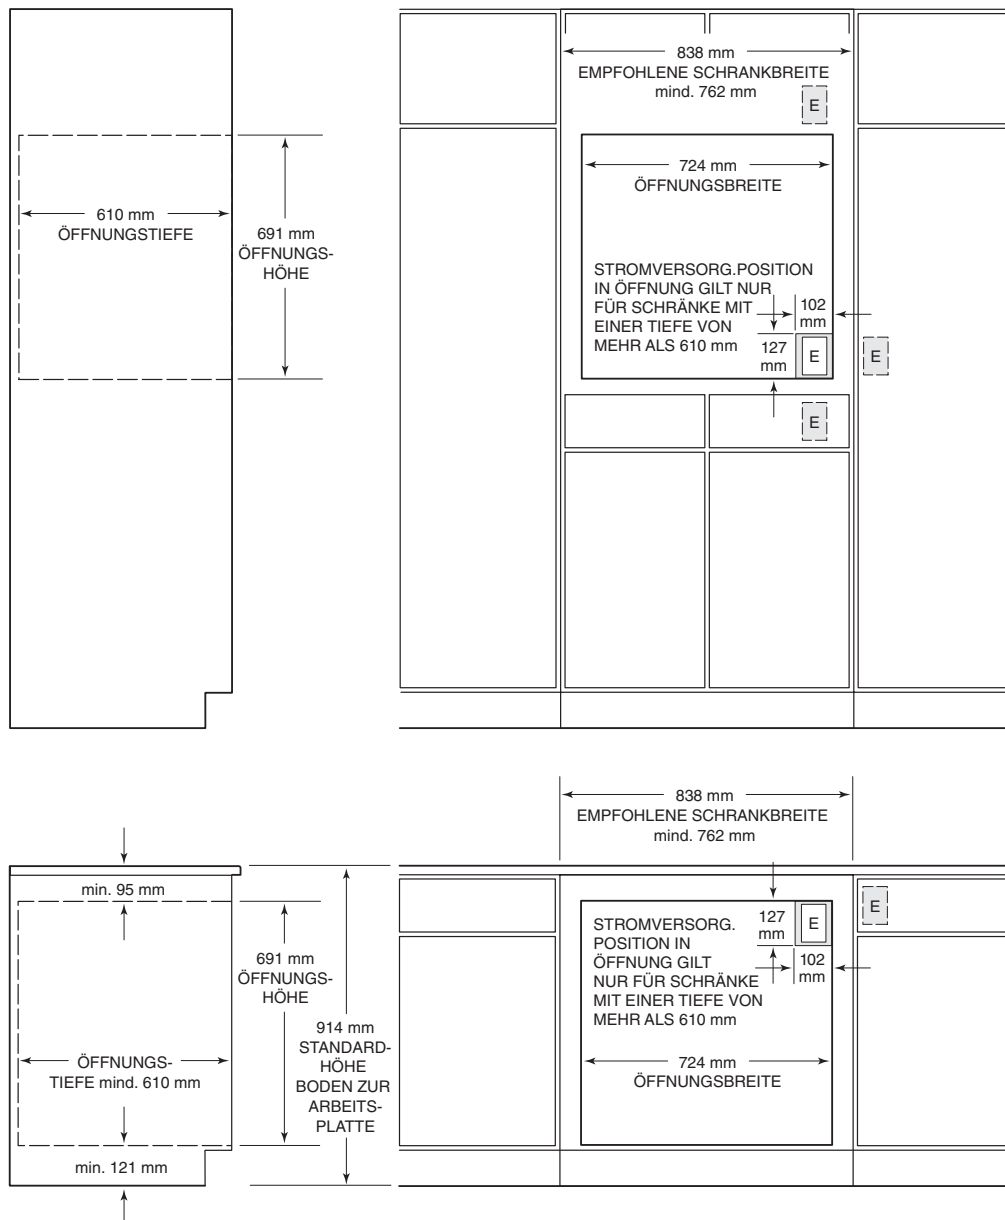 838 mm
EMPFOHLENE SCHRANKBREITE
mind. 762 mm
E
724 mm
ÖFFNUNGSBREITE
610 mm
ÖFFNUNGSTIEFE
691 mm
ÖFFNUNGS-
HÖHE
STROMVERSORG.POSITION
IN ÖFFNUNG GILT NUR
FÜR SCHRÄNKE MIT
EINER TIEFE VON
MEHR ALS 610 mm
102
mm
127
mm
E
E
E
838 mm
EMPFOHLENE SCHRANKBREITE
mind. 762 mm
min. 95 mm
691 mm
ÖFFNUNGS-
HÖHE
ÖFFNUNGS-
TIEFE mind. 610 mm
min. 121 mm
914 mm
STANDARD-
HÖHE
BODEN ZUR
ARBEITS-
PLATTE
STROMVERSORG.
POSITION IN
ÖFFNUNG GILT
NUR FÜR SCHRÄNKE
MIT EINER TIEFE VON
MEHR ALS 610 mm
127
mm
E
102
mm
E
724 mm
ÖFFNUNGSBREITE